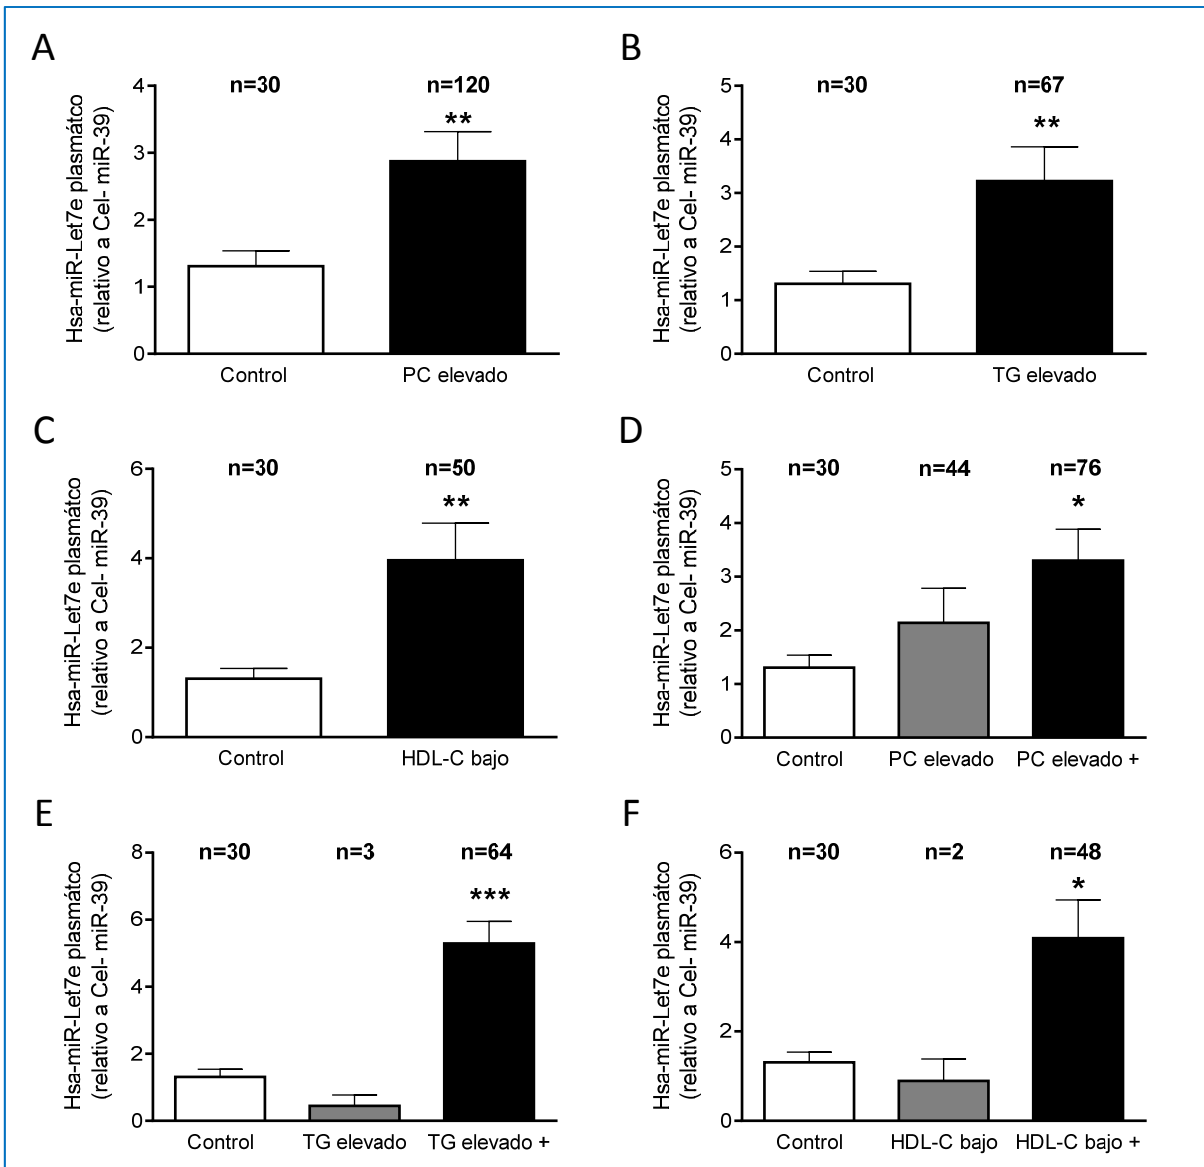 A
Hsa-miR-Let7e plasmátco
(relativo a Cel- miR-39)
4
3
2
1
0
n=30
n=120
**
Control
PC elevado
B
Hsa-miR-Let7e plasmátco
(relativo a Cel- miR-39)
5
4
3
2
1
0
n=30
n=67
**
Control
TG elevado
C
Hsa-miR-Let7e plasmátco
(relativo a Cel- miR-39)
6
4
2
0
n=30
n=50
**
Control
HDL-C bajo
D
Hsa-miR-Let7e plasmátco
(relativo a Cel- miR-39)
5
4
3
2
1
0
n=30
n=44
n=76
*
Control
PC elevado
PC elevado +
E
Hsa-miR-Let7e plasmátco
(relativo a Cel- miR-39)
8
6
4
2
0
n=30
n=3
n=64
***
Control
TG elevado
TG elevado +
F
Hsa-miR-Let7e plasmátco
(relativo a Cel- miR-39)
6
4
2
0
n=30
n=2
n=48
*
Control
HDL-C bajo
HDL-C bajo +